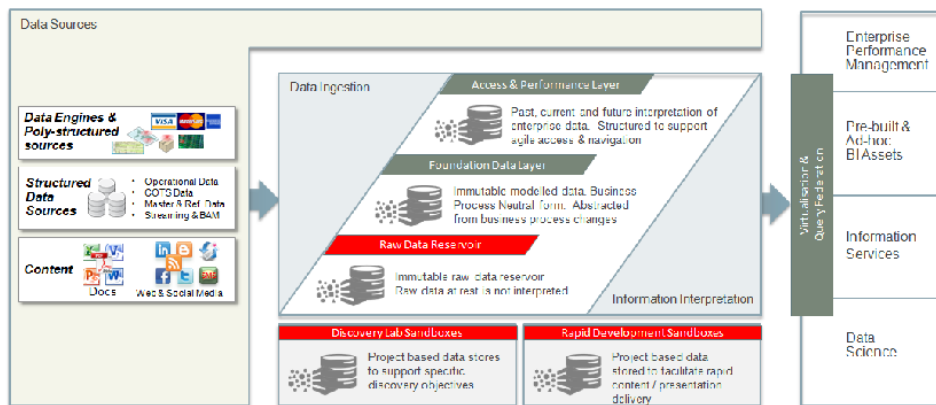 Data Sources
Data Engines &
Poly-structured
sources
VISA
Structured
Data
Sources
• Operational Data
• COTS Data
• Master & Ref. Data
• Streaming & BAM
Content
Docs
Web & Social Media
Data Ingestion
Access & Performance Layer
Past, current and future interpretation of
enterprise data. Structured to support
agile access & navigation
Foundation Data Layer
Immutable modelled data. Business
Process Neutral form. Abstracted
from business process changes
Raw Data Reservoir
Immutable raw data reservoir
Raw data at rest is not interpreted
Information Interpretation
Discovery Lab Sandboxes
Project based data stores
to support specific
discovery objectives
Rapid Development Sandboxes
Project based data
stored to facilitate rapid
content / presentation
delivery
Virtualisation &
Query Federation
Enterprise
Performance
Management
Pre-built &
Ad-hoc
BI Assets
Information
Services
Data
Science